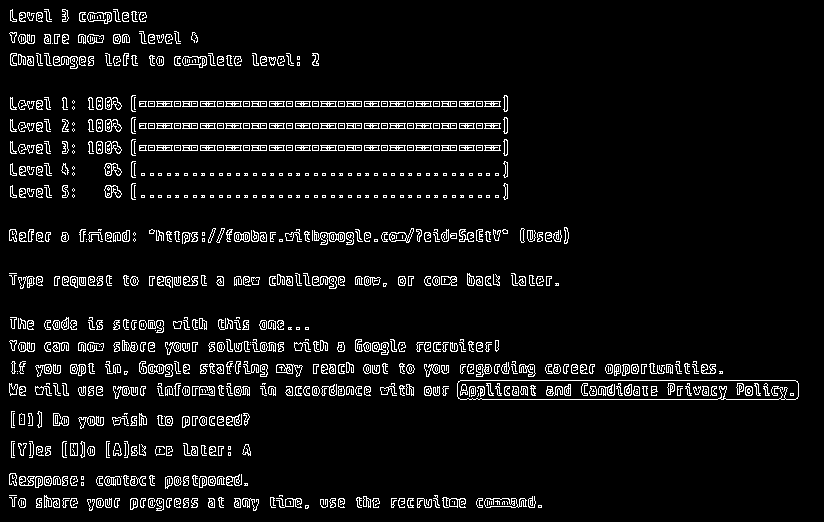 Level 3 complete
You are now on level 4
Challenges left to complete level: 2
Level 1: 100% [==========================================]
Level 2: 100% [==========================================]
Level 3: 100% [==========================================]
Level 4:   0% [..........................................]
Level 5:   0% [..........................................]
Refer a friend: "https://foobar.withgoogle.com/?eid=SeEtV" (Used)
Type request to request a new challenge now, or come back later.
The code is strong with this one...
You can now share your solutions with a Google recruiter!
If you opt in, Google staffing may reach out to you regarding career opportunities.
We will use your information in accordance with our Applicant and Candidate Privacy Policy.
[#1] Do you wish to proceed?
[Y]es [N]o [A]sk me later: A
Response: contact postponed.
To share your progress at any time, use the recruitme command.